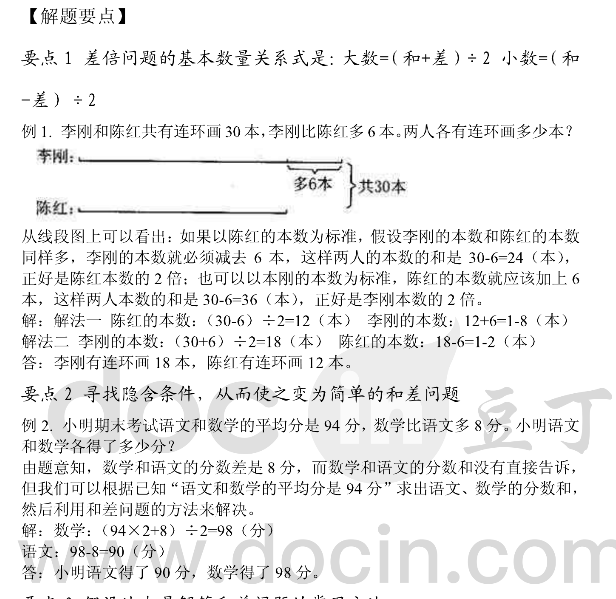 【解题要点】
要点 1 差倍问题的基本数量关系式是: 大数=( 和+差) ÷2 小数=( 和
-差) ÷2
例 1. 李刚和陈红共有连环画 30 本,李刚比陈红多 6 本。两人各有连环画多少本?
李刚:
多6本
共30本
陈红:
从线段图上可以看出: 如果以陈红的本数为标准, 假设李刚的本数和陈红的本数
同样多, 李刚的本数就必须减去 6 本, 这样两人的本数的和是 30-6=24（本）,
正好是陈红本数的 2 倍; 也可以以本刚的本数为标准, 陈红的本数就应该加上 6
本, 这样两人本数的和是 30-6=36（本）, 正好是李刚本数的 2 倍。
解: 解法一 陈红的本数:（30-6）÷2=12（本） 李刚的本数: 12+6=1-8（本）
解法二 李刚的本数:（30+6）÷2=18（本） 陈红的本数: 18-6=1-2（本）
答: 李刚有连环画 18 本, 陈红有连环画 12 本。
要点 2 寻找隐含条件, 从而使之变为简单的和差问题
例 2. 小明期末考试语文和数学的平均分是 94 分, 数学比语文多 8 分。小明语文
和数学各得了多少分?
由题意知, 数学和语文的分数差是 8 分, 而数学和语文的分数和没有直接告诉,
但我们可以根据已知“语文和数学的平均分是 94 分”求出语文、数学的分数和,
然后利用和差问题的方法来解决。
解: 数学:（94×2+8）÷2=98（分）
语文: 98-8=90（分）
答: 小明语文得了 90 分, 数学得了 98 分。
docin 豆丁
www.docin.com